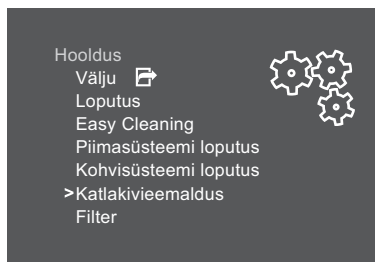 Hooldus
Välju
Loputus
Easy Cleaning
Piimasüsteemi loputus
Kohvisüsteemi loputus
>Katlakivieemaldus
Filter